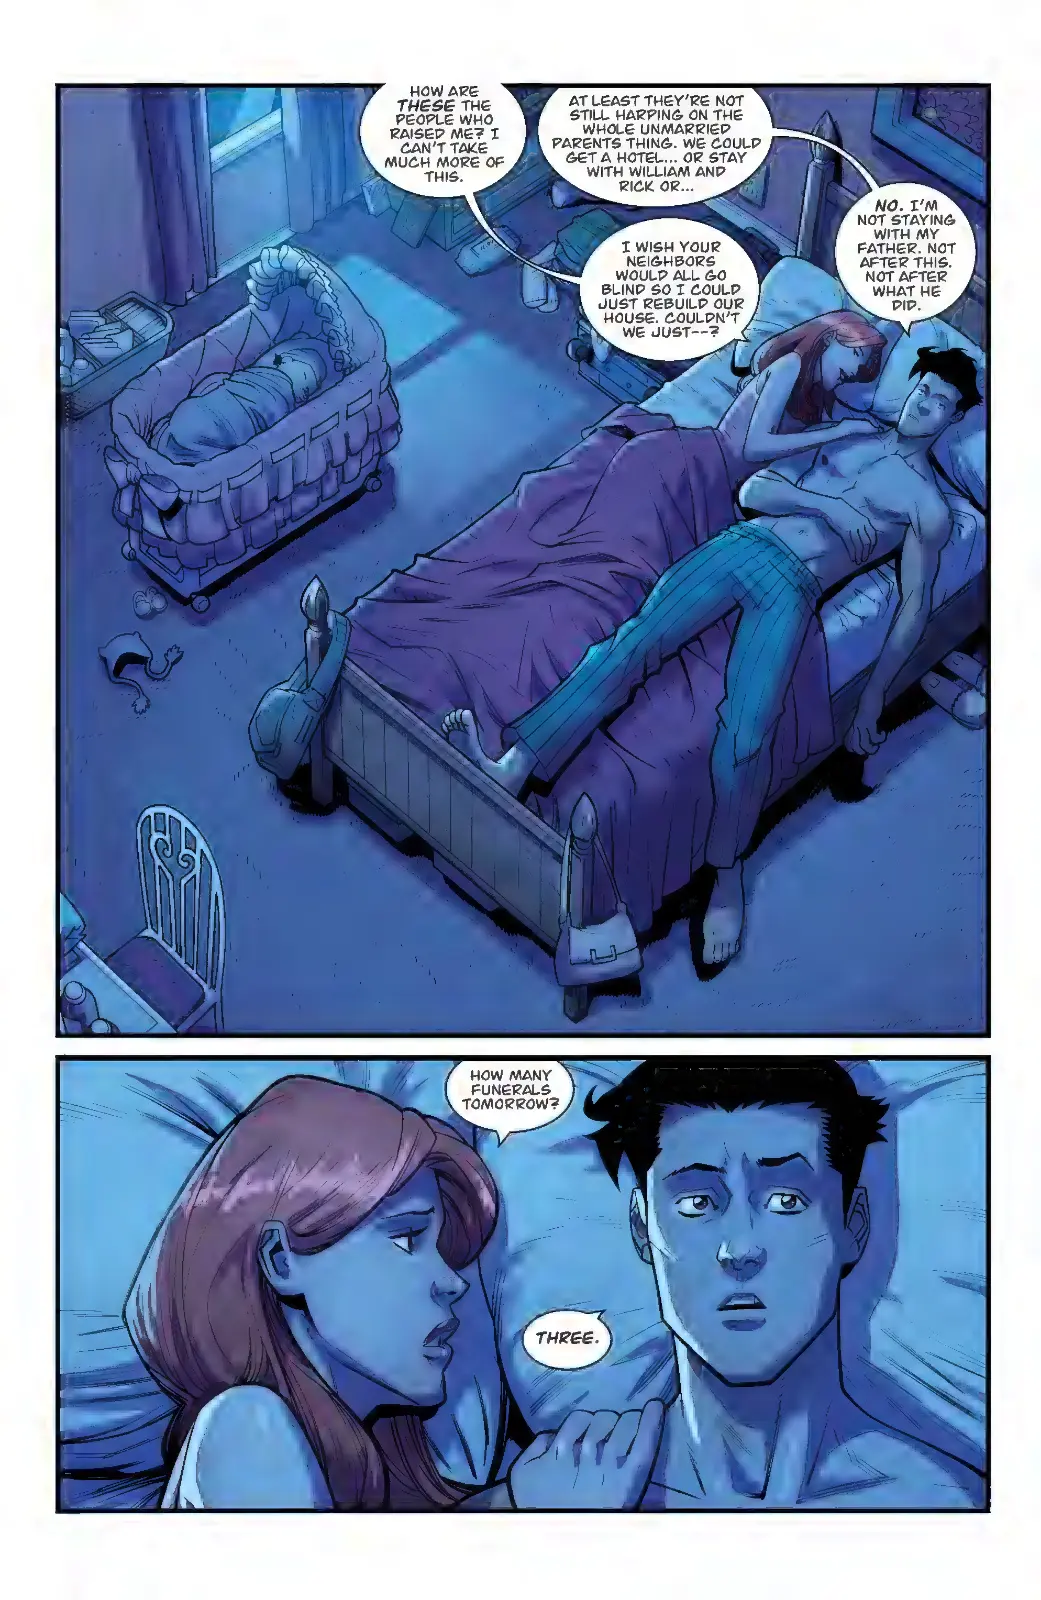 HOW ARE
THESE THE
PEOPLE WHO
RAISED ME? I
CAN'T TAKE
MUCH MORE OF
THIS.
AT LEAST THEY'RE NOT
STILL HARPING ON THE
WHOLE UNMARRIED
PARENTS THING. WE COULD
GET A HOTEL... OR STAY
WITH WILLIAM AND
RICK OR...
I WISH YOUR
NEIGHBORS
WOULD ALL GO
BLIND SO I COULD
JUST REBUILD OUR
HOUSE. COULDN'T
WE JUST--?
NO. I'M
NOT STAYING
WITH MY
FATHER. NOT
AFTER THIS.
NOT AFTER
WHAT HE
DID.
HOW MANY
FUNERALS
TOMORROW?
THREE.